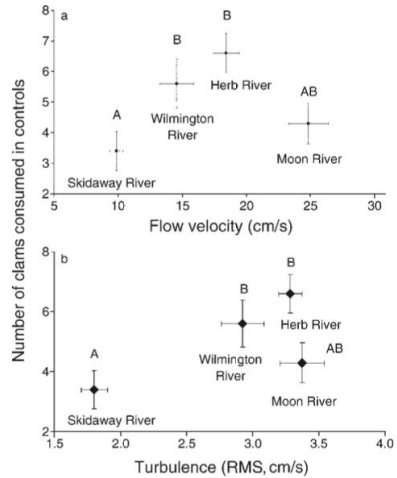 Number of clams consumed in controls
a
8
7
6
5
4
3
2
A
B
B
AB
Skidaway River
Wilmington
River
Herb River
Moon River
5
10
15
20
25
30
Flow velocity (cm/s)
b
8
6
4
2
A
B
B
AB
Skidaway River
Wilmington
River
Herb River
Moon River
1.5
2.0
2.5
3.0
3.5
4.0
Turbulence (RMS, cm/s)